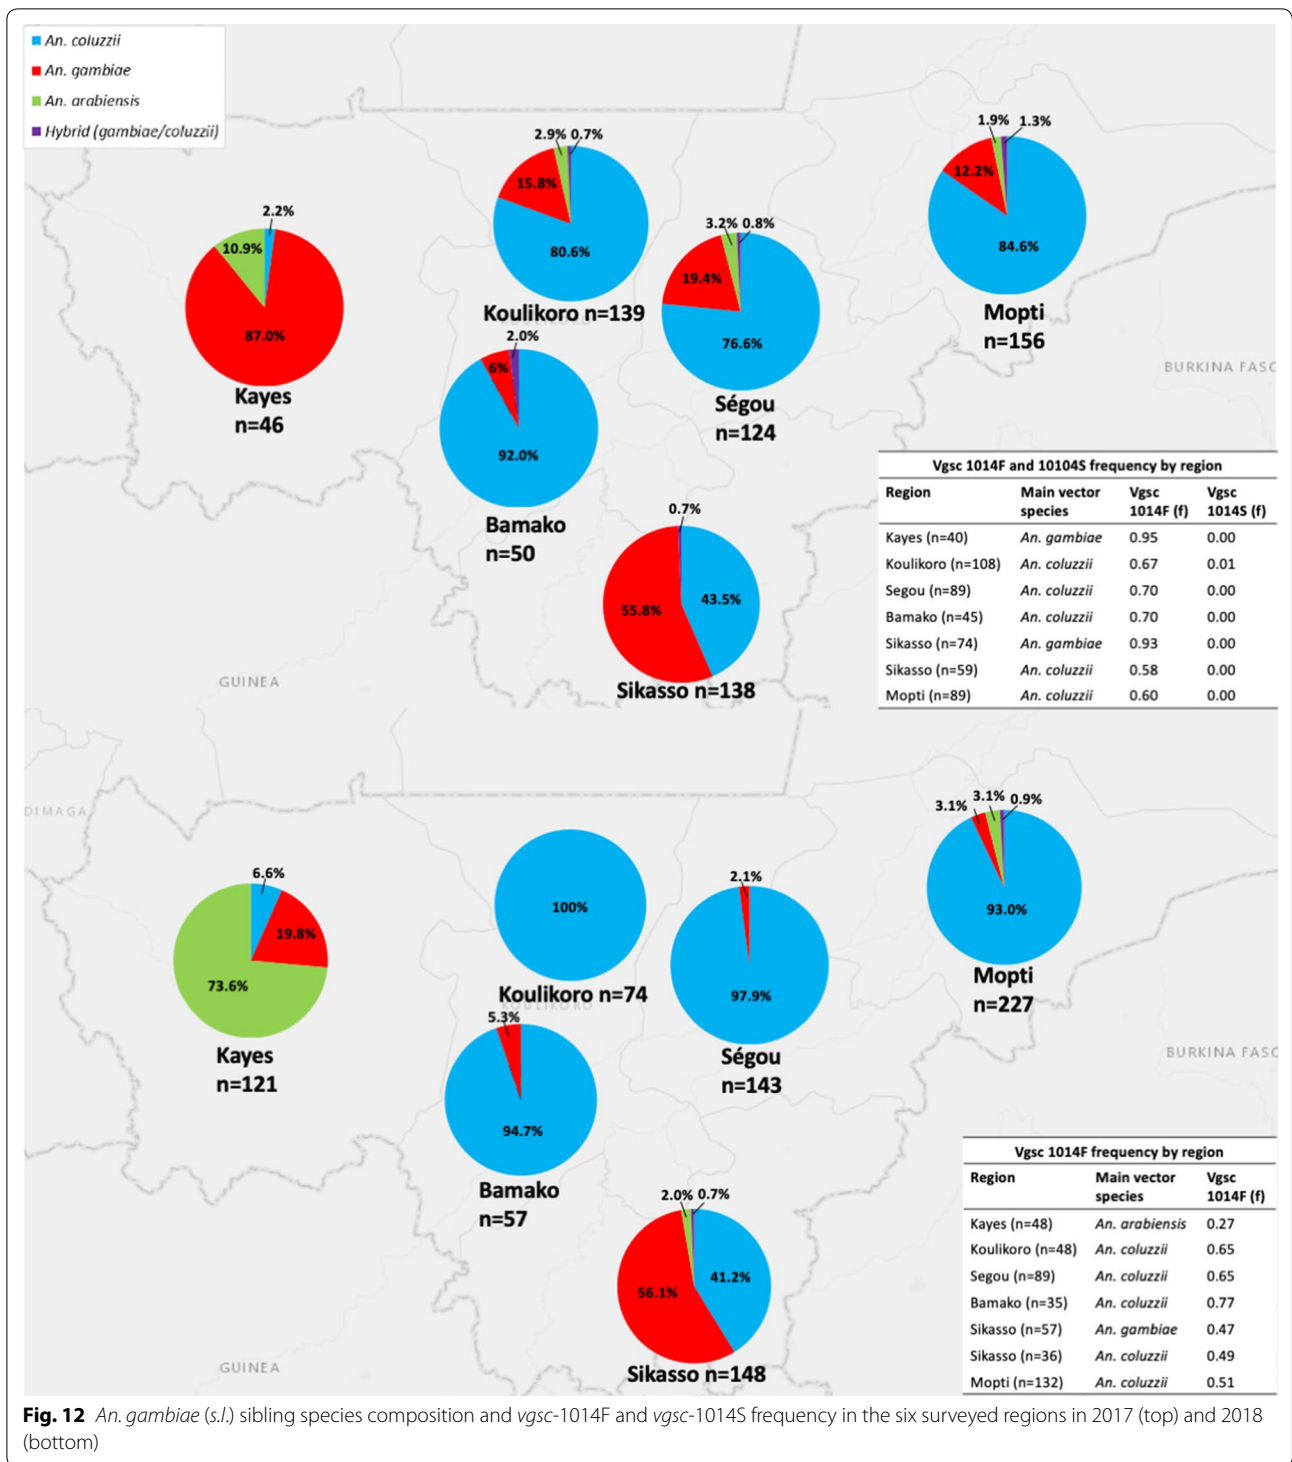 An. coluzzii
An. gambiae
An. arabiensis
Hybrid (gambiae/coluzzii)
2.2%
10.9%
87.0%
Kayes
n=46
2.9% 0.7%
15.8%
80.6%
Koulikoro n=139
2.0%
6%
92.0%
Bamako
n=50
3.2% 0.8%
19.4%
76.6%
Ségou
n=124
1.9% 1.3%
12.2%
84.6%
Mopti
n=156
BURKINA FASC
0.7%
55.8%
43.5%
Sikasso n=138
GUINEA
Vgsc 1014F and 10104S frequency by region
Region Main vector species Vgsc 1014F (f) Vgsc 1014S (f)
Kayes (n=40) An. gambiae 0.95 0.00
Koulikoro (n=108) An. coluzzii 0.67 0.01
Segou (n=89) An. coluzzii 0.70 0.00
Bamako (n=45) An. coluzzii 0.70 0.00
Sikasso (n=74) An. gambiae 0.93 0.00
Sikasso (n=59) An. coluzzii 0.58 0.00
Mopti (n=89) An. coluzzii 0.60 0.00
DIMAGA
6.6%
19.8%
73.6%
Kayes
n=121
100%
Koulikoro n=74
5.3%
94.7%
Bamako
n=57
2.1%
97.9%
Ségou
n=143
3.1% 3.1% 0.9%
93.0%
Mopti
n=227
BURKINA FASC
2.0% 0.7%
56.1%
41.2%
Sikasso n=148
GUINEA
Vgsc 1014F frequency by region
Region Main vector species Vgsc 1014F (f)
Kayes (n=48) An. arabiensis 0.27
Koulikoro (n=48) An. coluzzii 0.65
Segou (n=89) An. coluzzii 0.65
Bamako (n=35) An. coluzzii 0.77
Sikasso (n=57) An. gambiae 0.47
Sikasso (n=36) An. coluzzii 0.49
Mopti (n=132) An. coluzzii 0.51
Fig. 12 An. gambiae (s.l.) sibling species composition and vgsc-1014F and vgsc-1014S frequency in the six surveyed regions in 2017 (top) and 2018
(bottom)